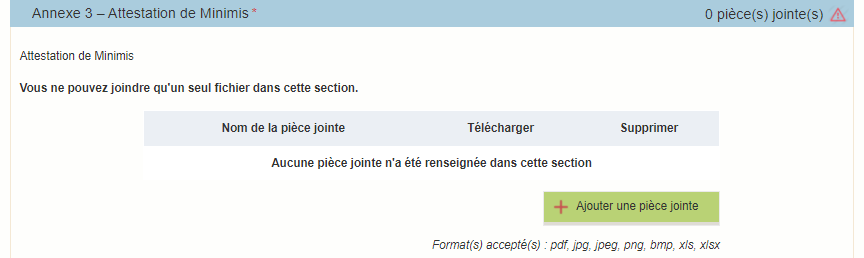 Annexe 3 – Attestation de Minimis * 0 pièce(s) jointe(s)
Attestation de Minimis
Vous ne pouvez joindre qu'un seul fichier dans cette section.
Nom de la pièce jointe Télécharger Supprimer
Aucune pièce jointe n'a été renseignée dans cette section
Ajouter une pièce jointe
Format(s) accepté(s) : pdf, jpg, jpeg, png, bmp, xls, xlsx